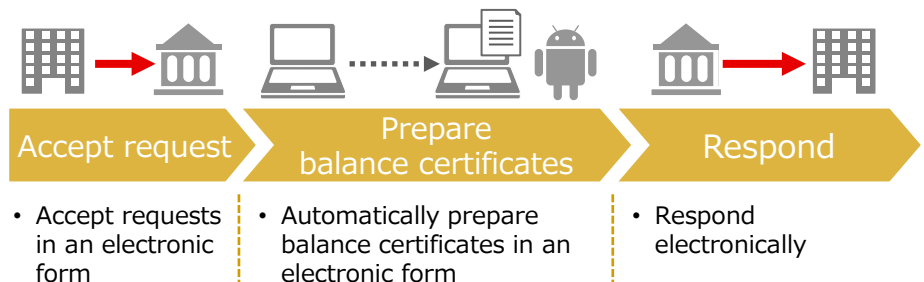 Accept request
Prepare
balance certificates
Respond
• Accept requests
in an electronic
form
• Automatically prepare
balance certificates in an
electronic form
• Respond
electronically